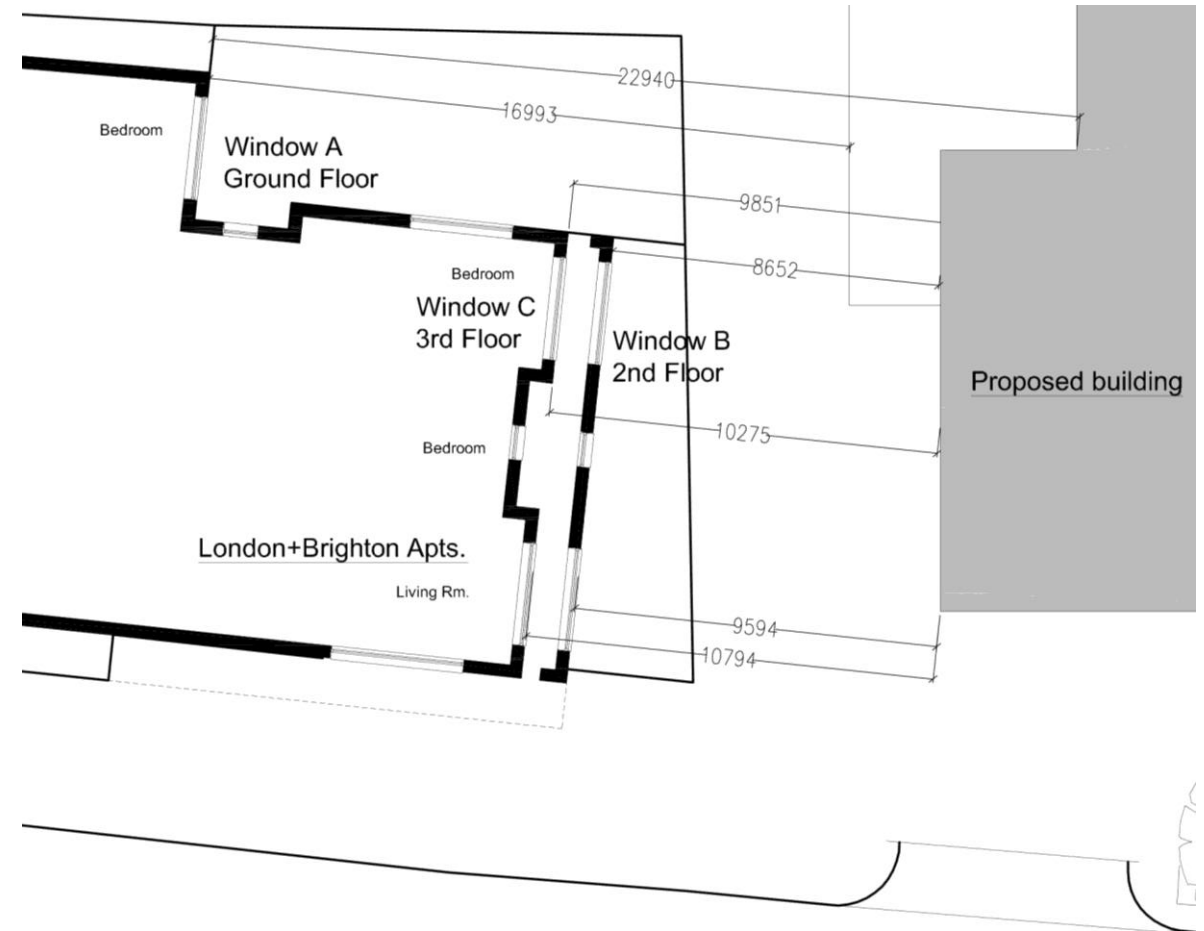 22940
16993
Bedroom
Window A
Ground Floor
9851
8652
Bedroom
Window C
3rd Floor
Window B
2nd Floor
Proposed building
10275
Bedroom
London+Brighton Apts.
Living Rm.
9594
10794